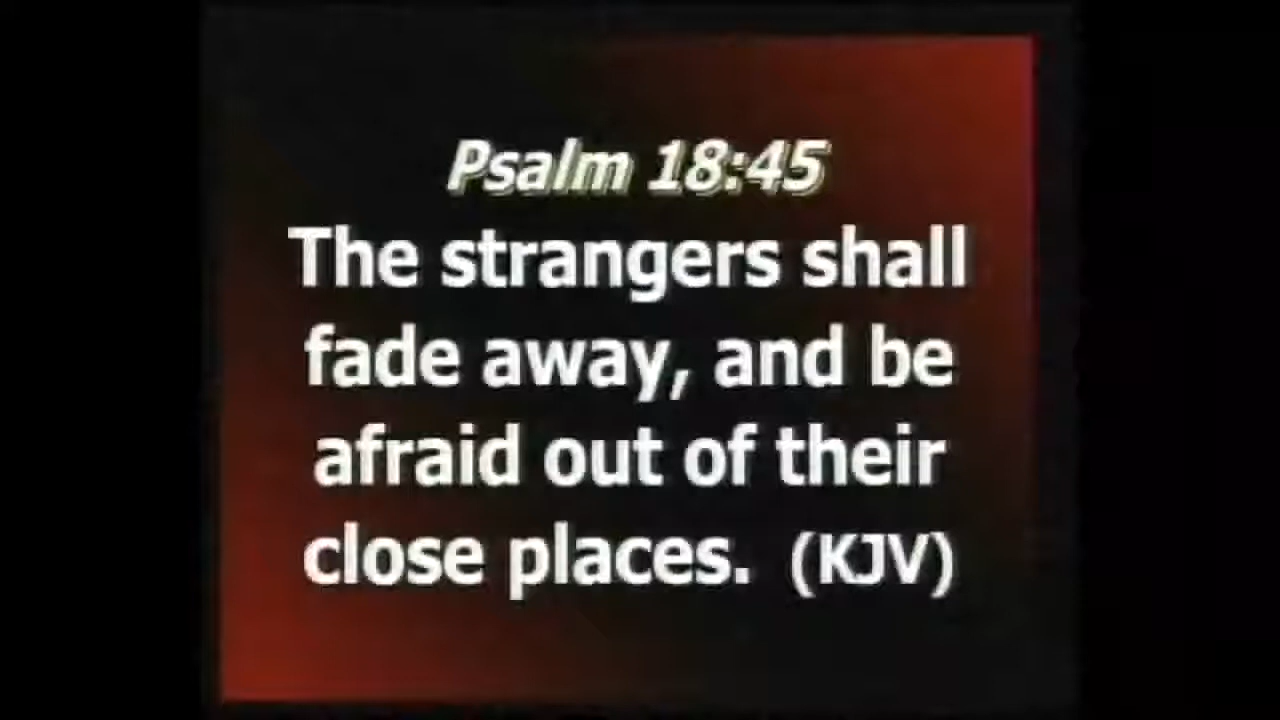 Psalm 18:45
The strangers shall
fade away, and be
afraid out of their
close places. (KJV)